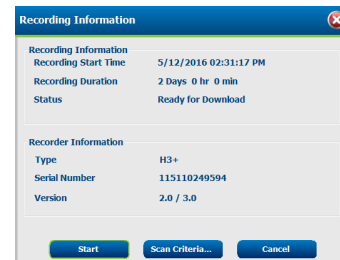 Recording Information
Recording Information
Recording Start Time 5/12/2016 02:31:17 PM
Recording Duration 2 Days 0 hr 0 min
Status Ready for Download
Recorder Information
Type H3+
Serial Number 115110249594
Version 2.0 / 3.0
Start Scan Criteria... Cancel